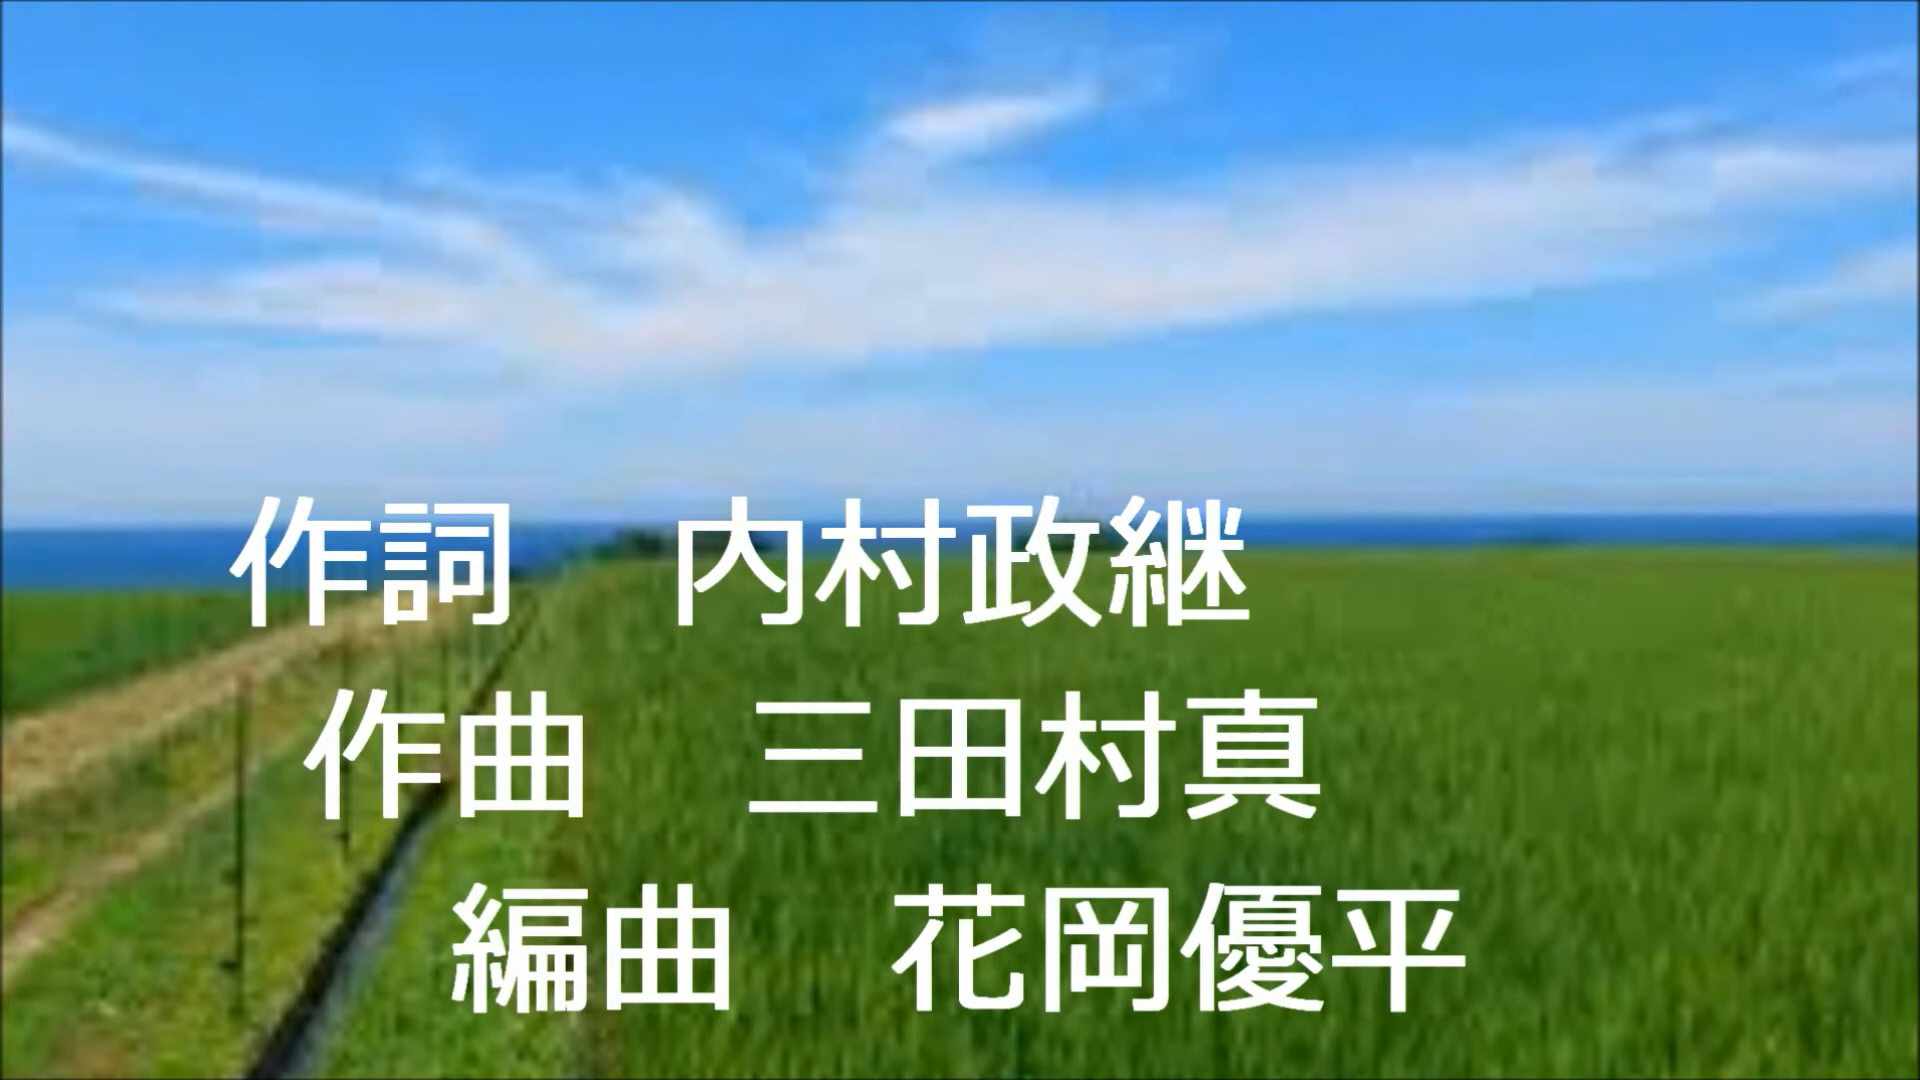 作詞　内村政継
作曲　三田村真
編曲　花岡優平